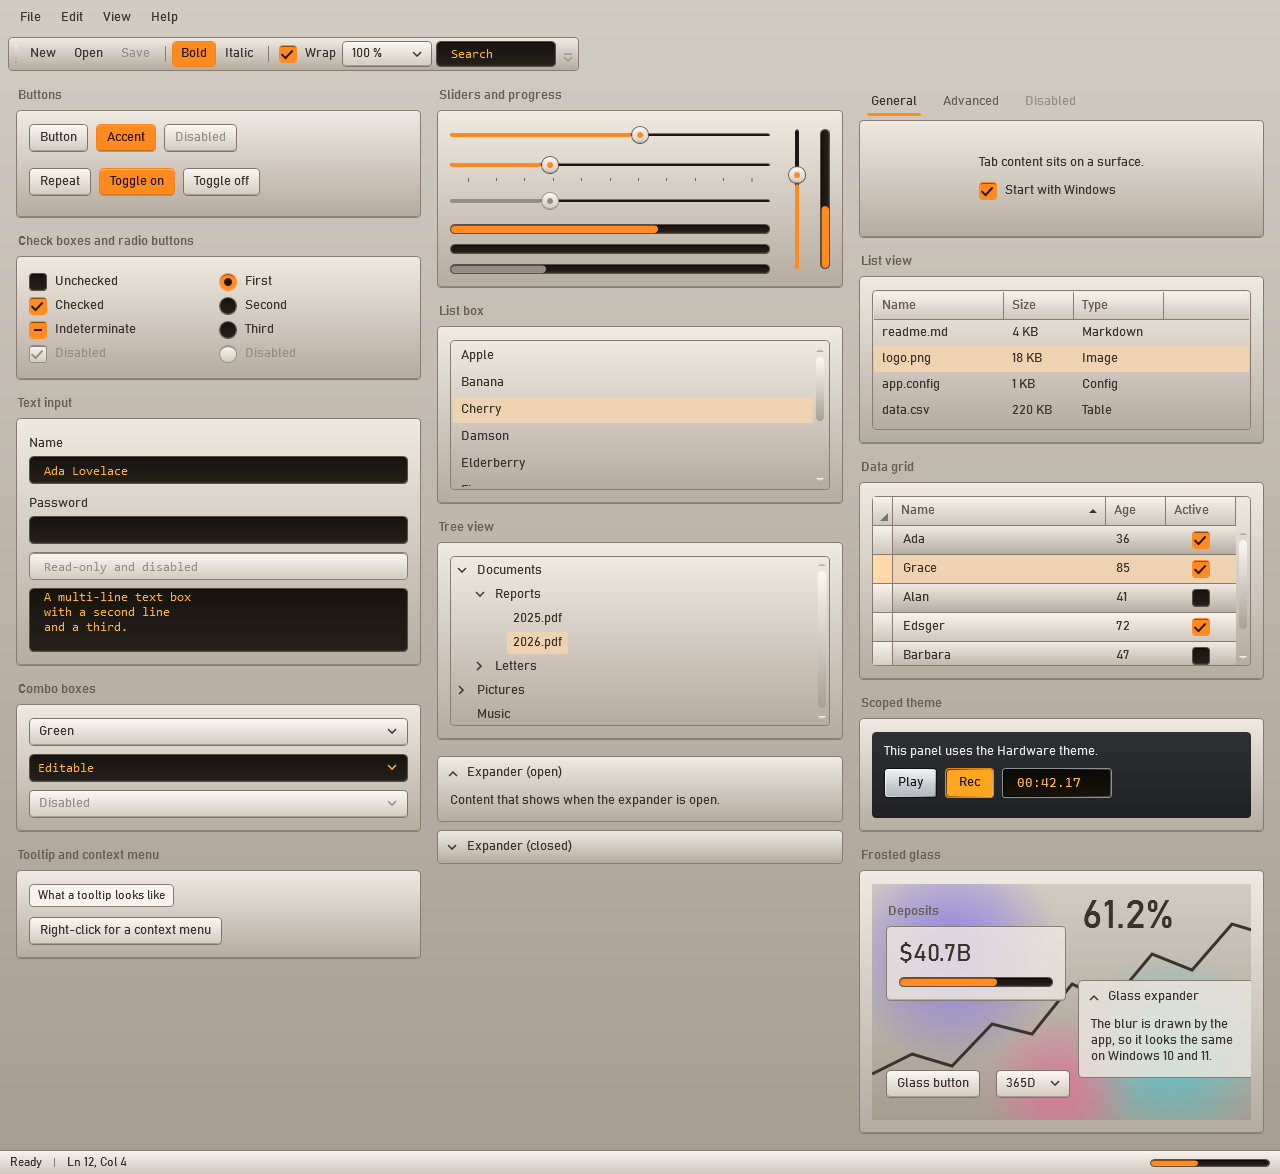 File Edit View Help
New Open Save Bold Italic Wrap 100 % Search
Buttons
Button Accent Disabled
Repeat Toggle on Toggle off
Check boxes and radio buttons
Unchecked First
Checked Second
Indeterminate Third
Disabled Disabled
Text input
Name
Ada Lovelace
Password
Read-only and disabled
A multi-line text box
with a second line
and a third.
Combo boxes
Green
Editable
Disabled
Tooltip and context menu
What a tooltip looks like
Right-click for a context menu
Sliders and progress
List box
Apple
Banana
Cherry
Damson
Elderberry
Tree view
Documents
Reports
2025.pdf
2026.pdf
Letters
Pictures
Music
Expander (open)
Content that shows when the expander is open.
Expander (closed)
General Advanced Disabled
Tab content sits on a surface.
Start with Windows
List view
Name Size Type
readme.md 4 KB Markdown
logo.png 18 KB Image
app.config 1 KB Config
data.csv 220 KB Table
Data grid
Name Age Active
Ada 36
Grace 85
Alan 41
Edsger 72
Barbara 47
Scoped theme
This panel uses the Hardware theme.
Play Rec 00:42.17
Frosted glass
Deposits
$40.7B
61.2%
Glass expander
The blur is drawn by the
app, so it looks the same
on Windows 10 and 11.
Glass button 365D
Ready Ln 12, Col 4